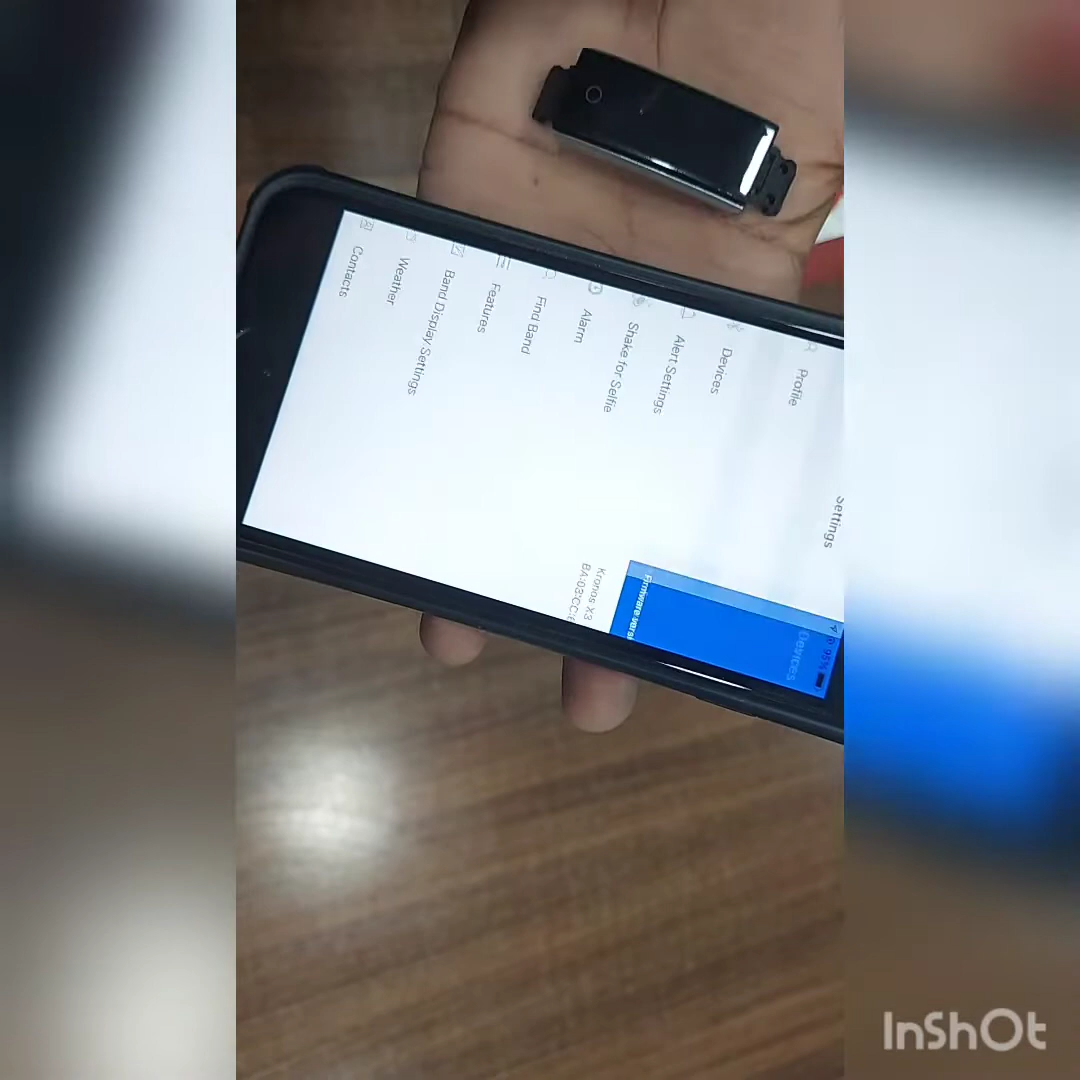 95%
Settings
Devices
Profile
Devices
Alert Settings
Shake for Selfie
Alarm
Find Band
Features
Band Display Settings
Weather
Contacts
Kronos X3
InShOt